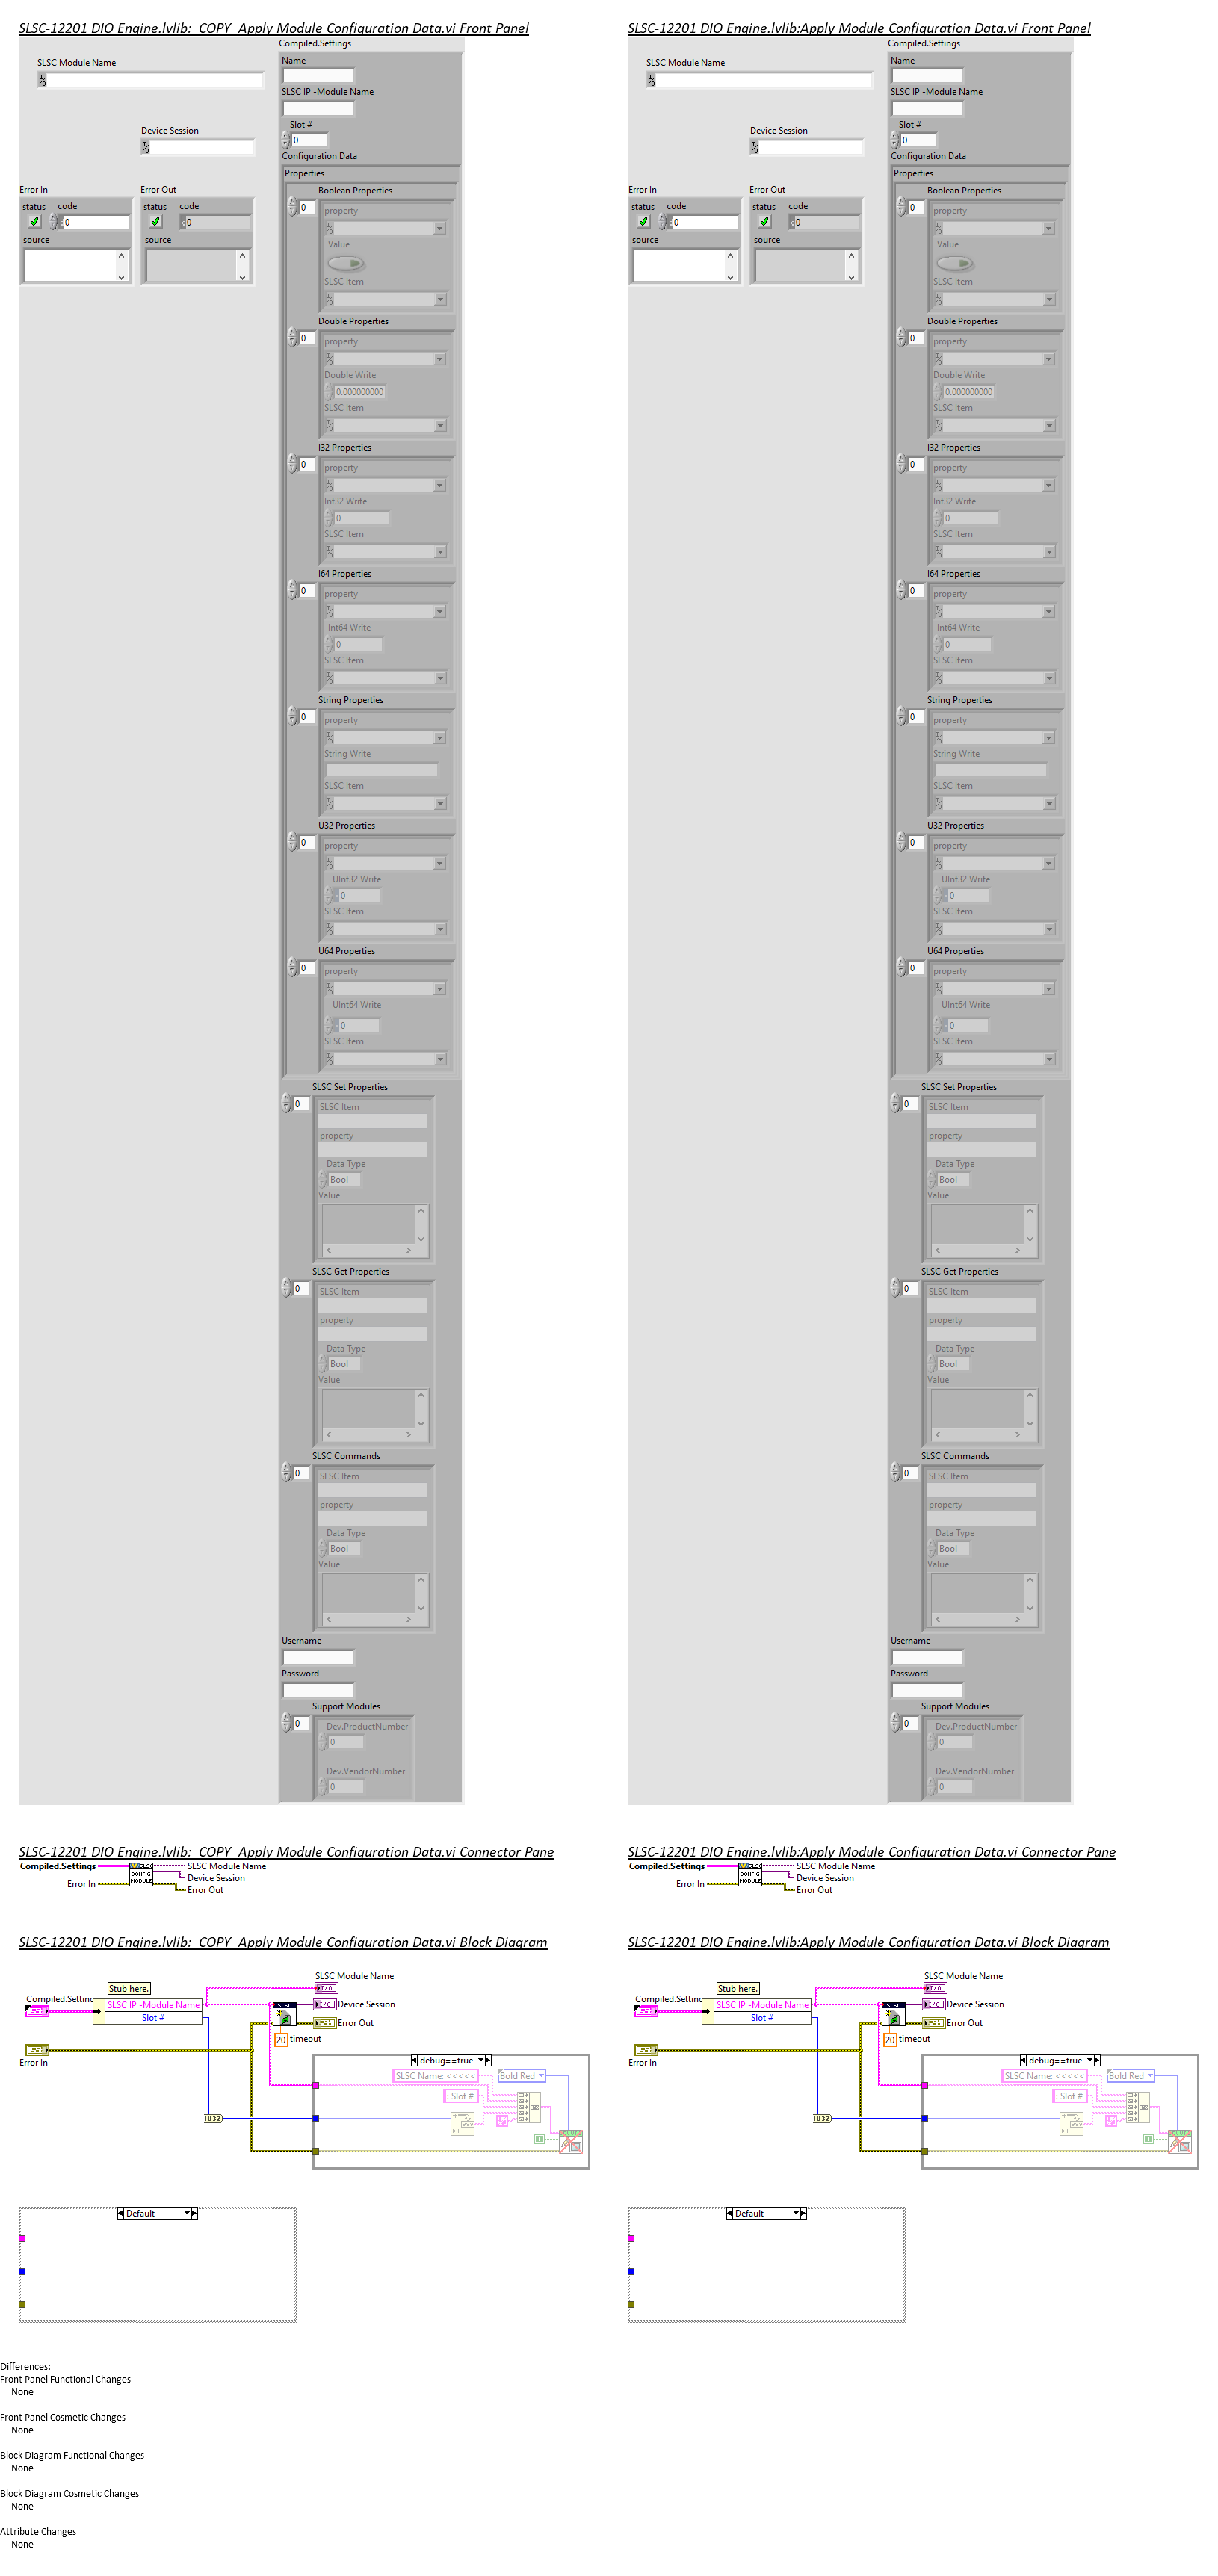 SLSC-12201 DIO Engine.lvlib:  COPY  Apply Module Configuration Data.vi Front Panel
Compiled.Settings
SLSC Module Name
Name
SLSC IP -Module Name
Slot #
0
Device Session
Configuration Data
Properties
Error In
status
code
0
source
Error Out
status
code
0
source
Boolean Properties
0
property
Value
SLSC Item
Double Properties
0
property
Double Write
0.000000000
SLSC Item
I32 Properties
0
property
Int32 Write
0
SLSC Item
I64 Properties
0
property
Int64 Write
0
SLSC Item
String Properties
0
property
String Write
SLSC Item
U32 Properties
0
property
UInt32 Write
0
SLSC Item
U64 Properties
0
property
UInt64 Write
0
SLSC Item
SLSC Set Properties
0
SLSC Item
property
Data Type
Bool
Value
SLSC Get Properties
0
SLSC Item
property
Data Type
Bool
Value
SLSC Commands
0
SLSC Item
property
Data Type
Bool
Value
Username
Password
Support Modules
0
Dev.ProductNumber
0
Dev.VendorNumber
0
SLSC-12201 DIO Engine.lvlib:Apply Module Configuration Data.vi Front Panel
Compiled.Settings
SLSC Module Name
Name
SLSC IP -Module Name
Slot #
0
Device Session
Configuration Data
Properties
Error In
status
code
0
source
Error Out
status
code
0
source
Boolean Properties
0
property
Value
SLSC Item
Double Properties
0
property
Double Write
0.000000000
SLSC Item
I32 Properties
0
property
Int32 Write
0
SLSC Item
I64 Properties
0
property
Int64 Write
0
SLSC Item
String Properties
0
property
String Write
SLSC Item
U32 Properties
0
property
UInt32 Write
0
SLSC Item
U64 Properties
0
property
UInt64 Write
0
SLSC Item
SLSC Set Properties
0
SLSC Item
property
Data Type
Bool
Value
SLSC Get Properties
0
SLSC Item
property
Data Type
Bool
Value
SLSC Commands
0
SLSC Item
property
Data Type
Bool
Value
Username
Password
Support Modules
0
Dev.ProductNumber
0
Dev.VendorNumber
0
SLSC-12201 DIO Engine.lvlib:  COPY  Apply Module Configuration Data.vi Connector Pane
Compiled.Settings
Error In
CONFIG
MODULE
SLSC Module Name
Device Session
Error Out
SLSC-12201 DIO Engine.lvlib:Apply Module Configuration Data.vi Connector Pane
Compiled.Settings
Error In
CONFIG
MODULE
SLSC Module Name
Device Session
Error Out
SLSC-12201 DIO Engine.lvlib:  COPY  Apply Module Configuration Data.vi Block Diagram
SLSC Module Name
Stub here.
I/O
Compiled.Settings
SLSC IP -Module Name
Slot #
SLSC
I/O
Device Session
Error Out
20
timeout
Error In
debug==true
SLSC Name: <<<<<
Bold Red
: Slot #
U32
Default
SLSC-12201 DIO Engine.lvlib:Apply Module Configuration Data.vi Block Diagram
SLSC Module Name
Stub here.
I/O
Compiled.Settings
SLSC IP -Module Name
Slot #
SLSC
I/O
Device Session
Error Out
20
timeout
Error In
debug==true
SLSC Name: <<<<<
Bold Red
: Slot #
U32
Default
Differences:
Front Panel Functional Changes
None
Front Panel Cosmetic Changes
None
Block Diagram Functional Changes
None
Block Diagram Cosmetic Changes
None
Attribute Changes
None